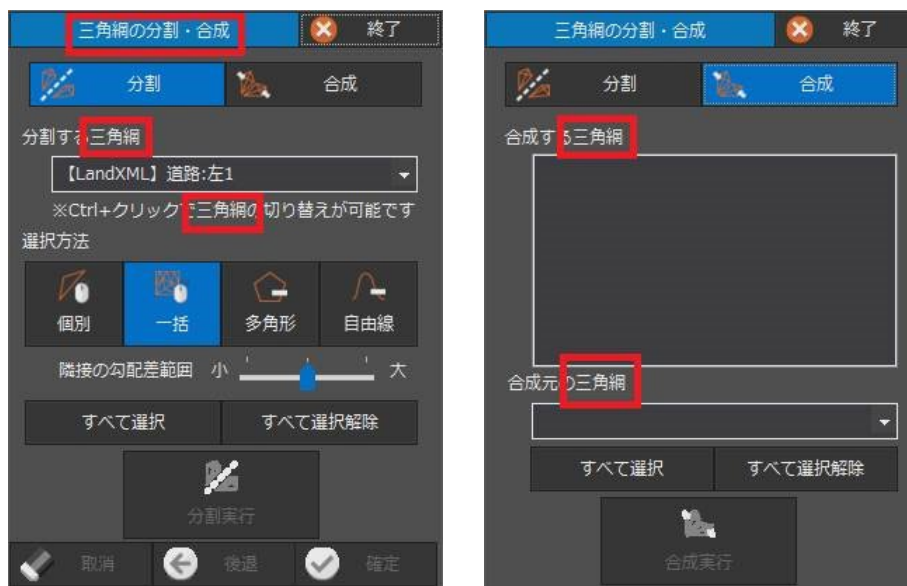 三角網の分割・合成
終了
分割
合成
分割する三角網
【LandXML】道路:左1
※Ctrl+クリックで三角網の切り替えが可能です
選択方法
個別
一括
多角形
自由線
隣接の勾配差範囲 小 大
すべて選択
すべて選択解除
分割実行
取消
後退
確定
三角網の分割・合成
終了
分割
合成
合成する三角網
合成元の三角網
すべて選択
すべて選択解除
合成実行